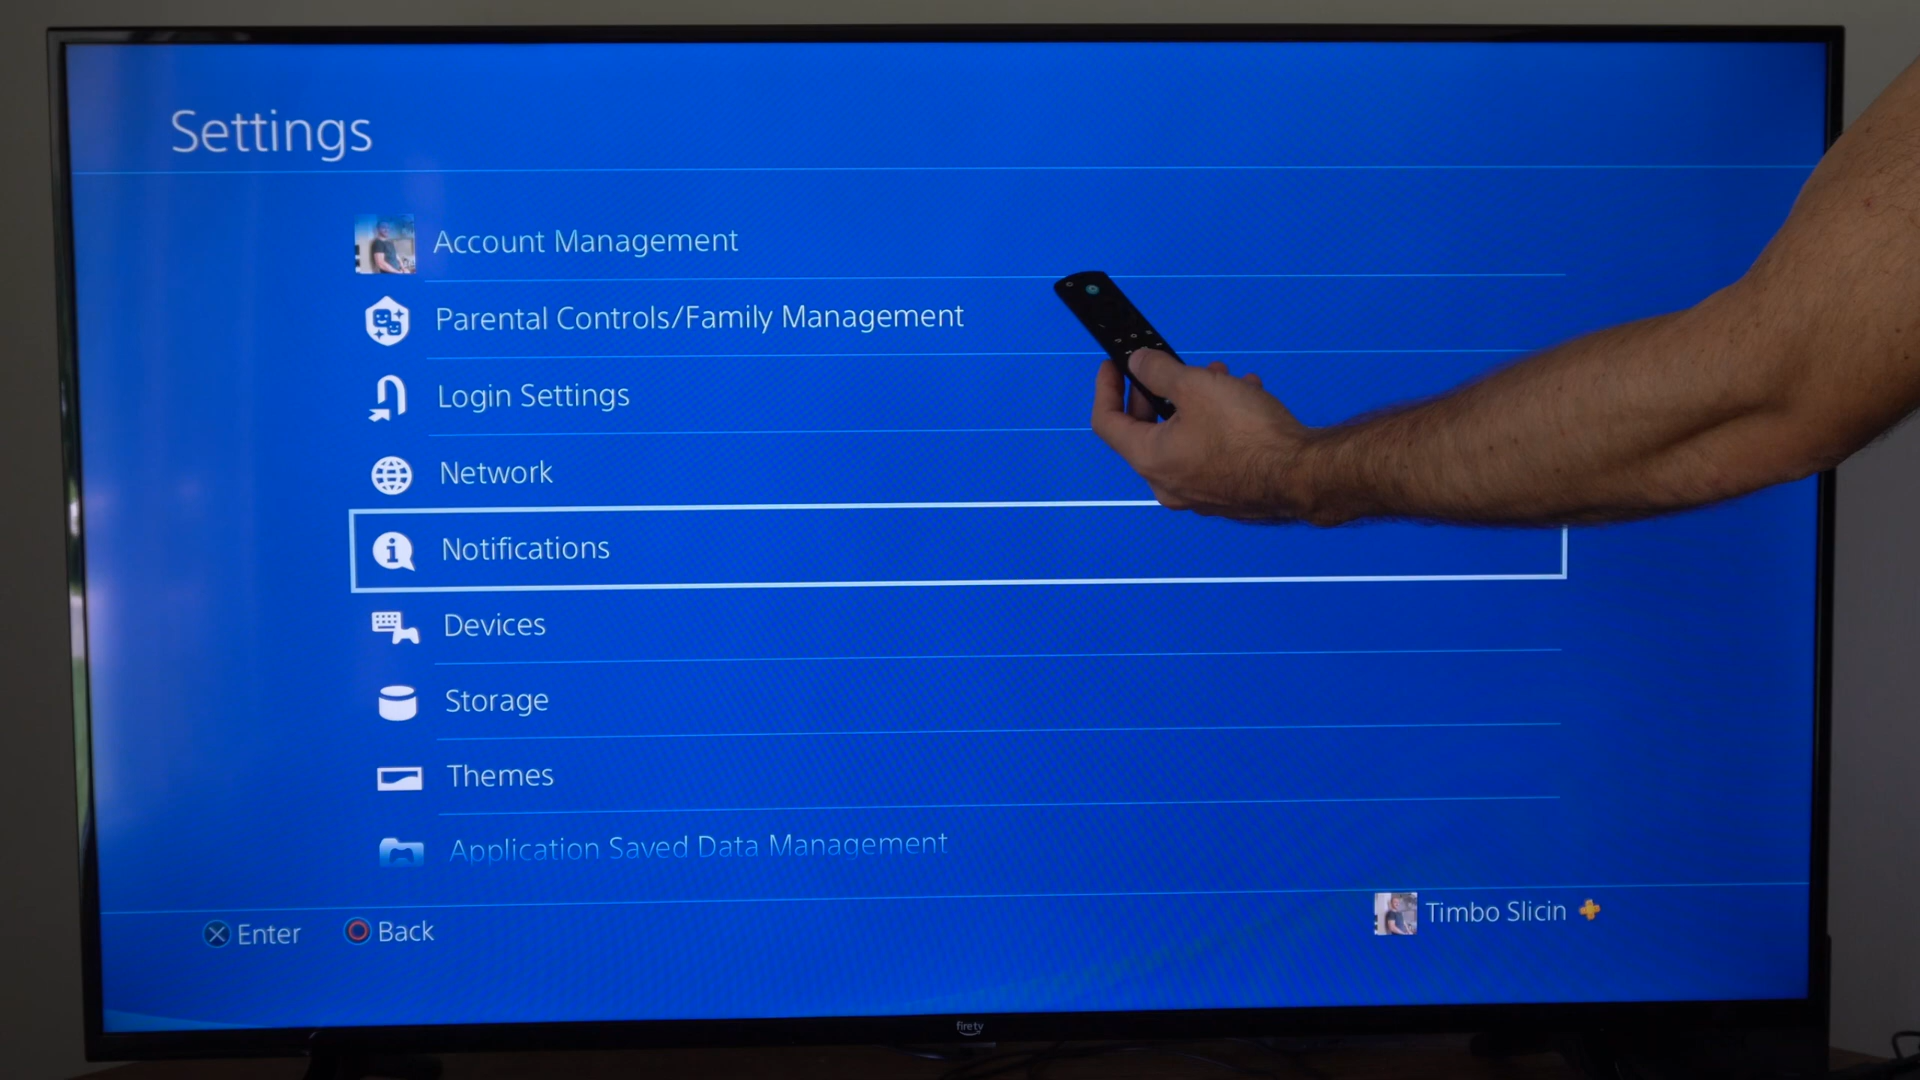 Settings
Account Management
Parental Controls/Family Management
Login Settings
Network
Notifications
Devices
Storage
Themes
Application Saved Data Management
Enter
Back
Timbo Slicin
firetv